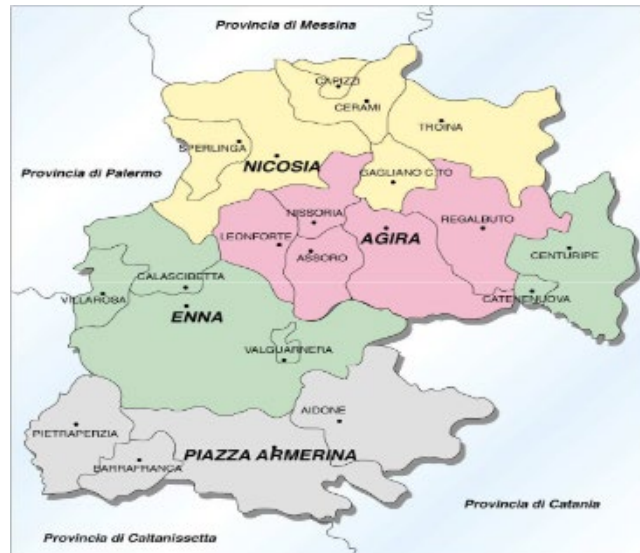 Provincia di Messina
CAPIZZI
CERAMI
TROINA
SPERLINGA
NICOSIA
Provincia di Palermo
GAGLIANO C.TO
NISSORIA
REGALBUTO
LEONFORTE
AGIRA
ASSORO
CENTURIPE
CALASCIBETTA
VILLAROSA
CATENENUOVA
ENNA
VALGUARNERA
AIDONE
PIETRAPERZIA
PIAZZA ARMERINA
BARRAFRANCA
Provincia di Catania
Provincia di Caltanissetta